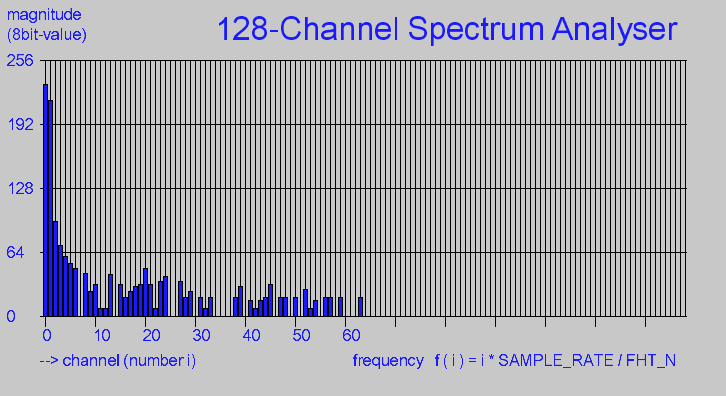 magnitude
(8bit-value)
128-Channel Spectrum Analyser
256
192
128
64
0
0 10 20 30 40 50 60
--> channel (number i)
frequency f ( i ) = i * SAMPLE_RATE / FHT_N